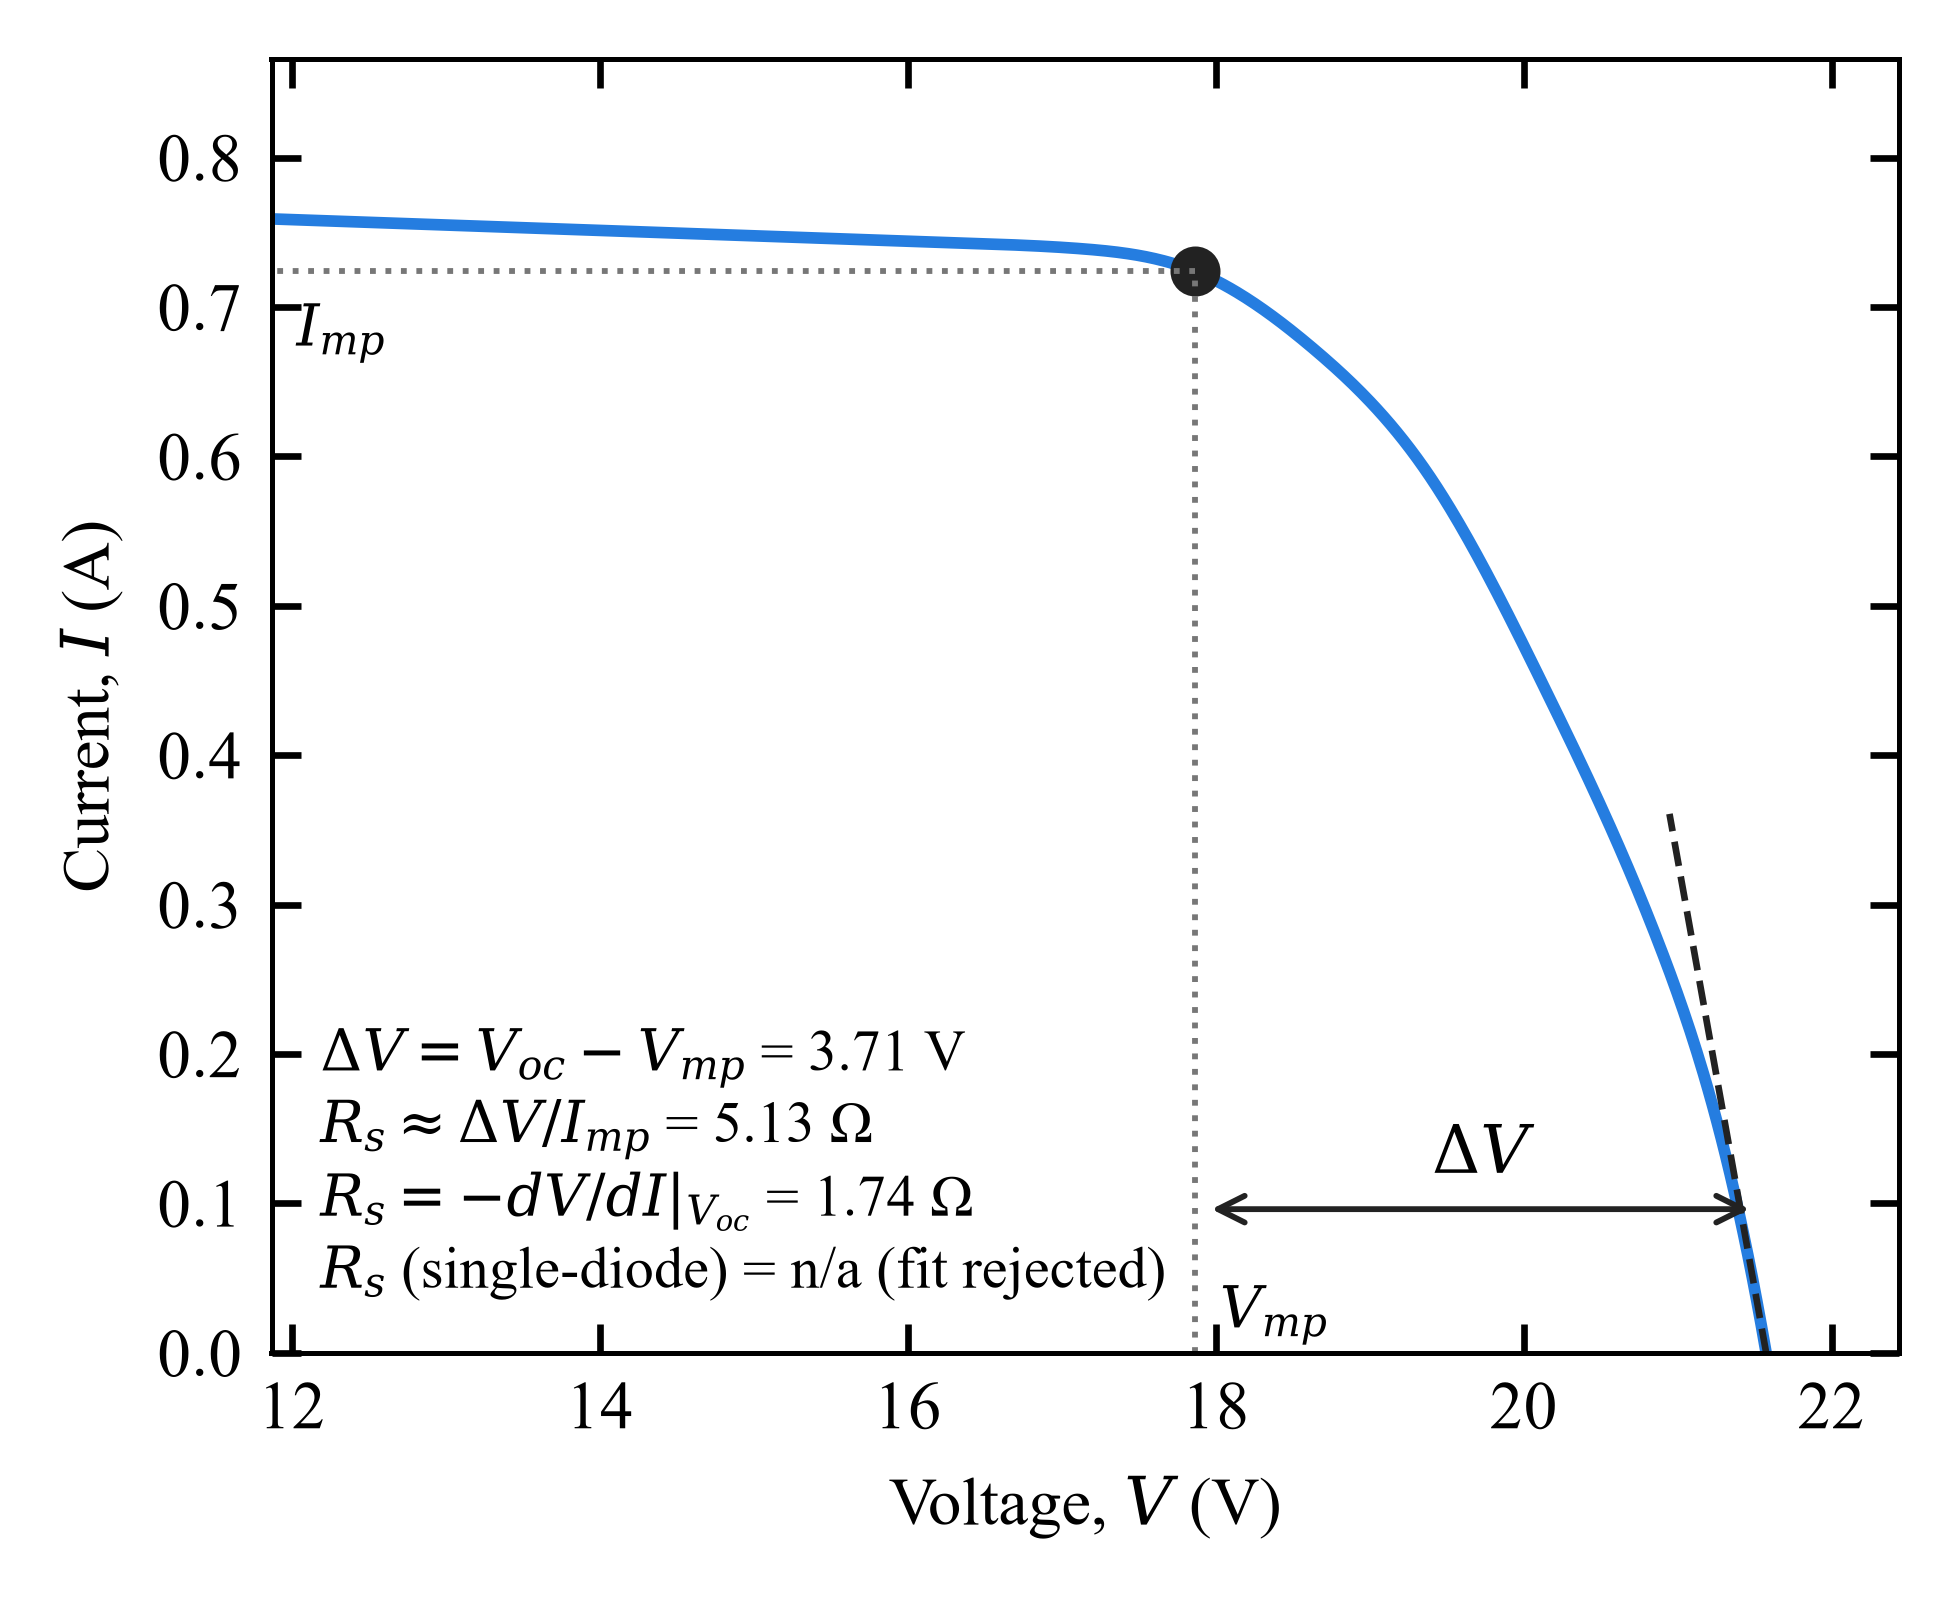 0.8
0.7
0.6
0.5
0.4
0.3
0.2
0.1
0.0
Current, I (A)
I_mp
ΔV = V_oc − V_mp = 3.71 V
R_s ≈ ΔV/I_mp = 5.13 Ω
R_s = −dV/dI|_V_oc = 1.74 Ω
R_s (single-diode) = n/a (fit rejected)
ΔV
V_mp
12 14 16 18 20 22
Voltage, V (V)